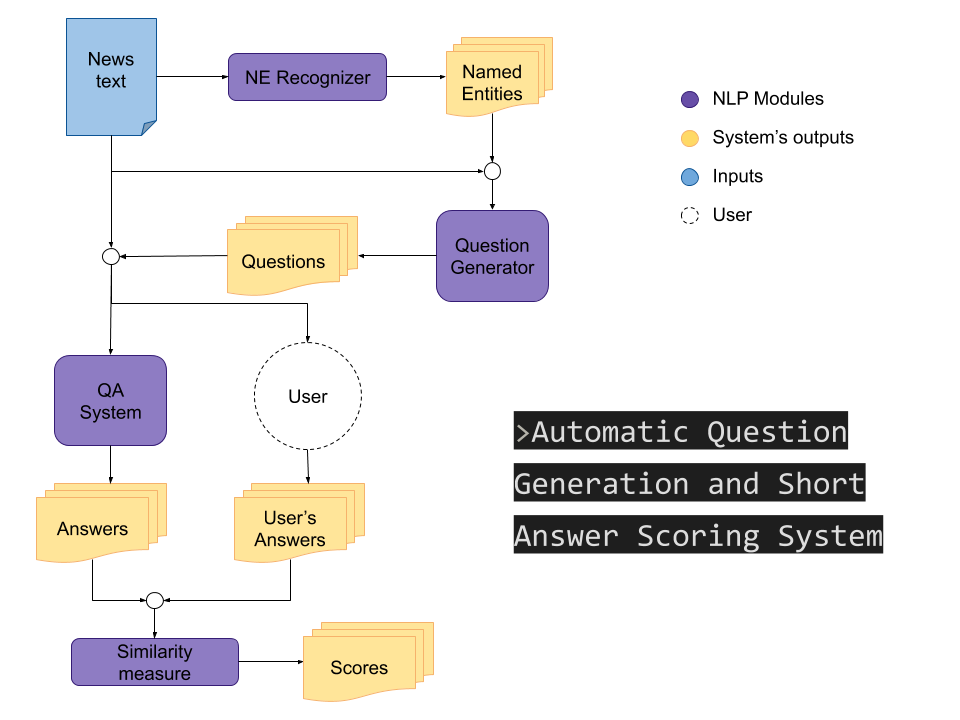 News
text
NE Recognizer
Named
Entities
NLP Modules
System's outputs
Inputs
User
Questions
Question
Generator
QA
System
User
Answers
User's
Answers
>Automatic Question
Generation and Short
Answer Scoring System
Similarity
measure
Scores